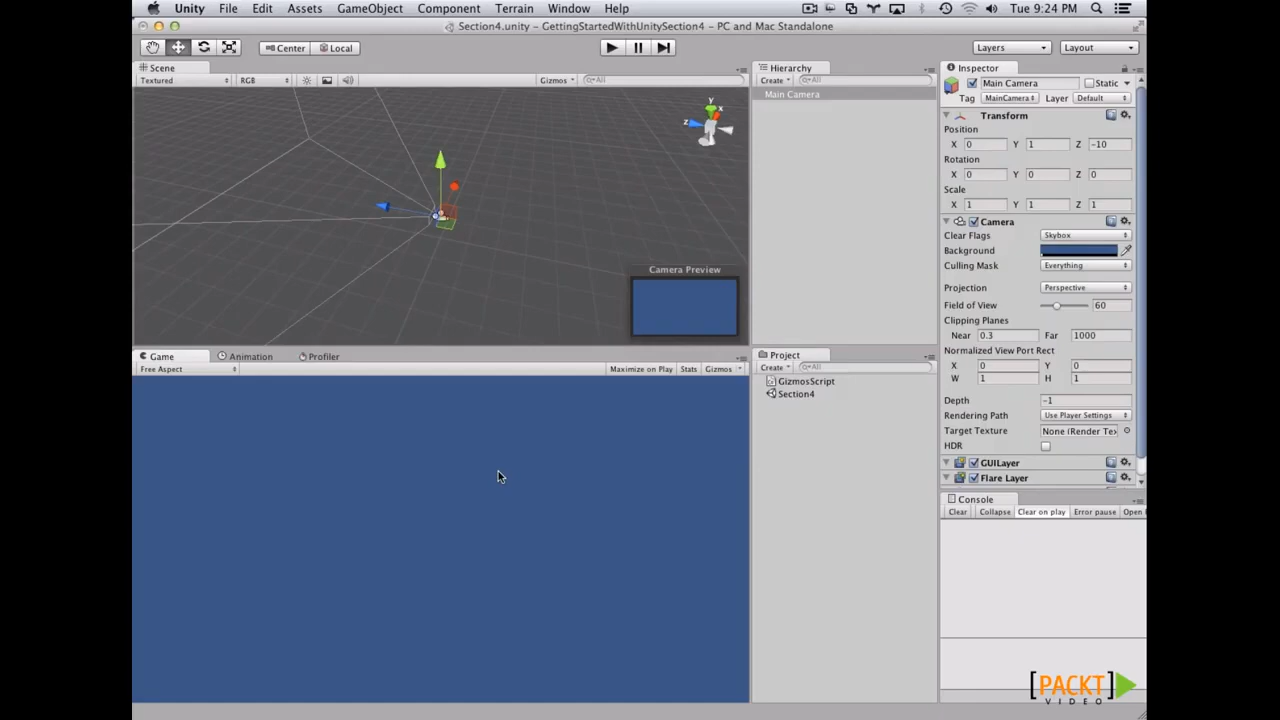 Unity File Edit Assets GameObject Component Terrain Window Help Tue 9:24 PM
Section4.unity - GettingStartedWithUnitySection4 - PC and Mac Standalone
Center Local Layers Layout
Scene Hierarchy Inspector
Textured RGB Gizmos All Create All Main Camera Static
Main Camera
Tag MainCamera Layer Default
y
x
z
Transform
Position
X 0 Y 1 Z -10
Rotation
X 0 Y 0 Z 0
Scale
X 1 Y 1 Z 1
Camera
Clear Flags Skybox
Background
Culling Mask Everything
Camera Preview
Projection Perspective
Field of View 60
Clipping Planes
Near 0.3 Far 1000
Normalized View Port Rect
X 0 Y 0
W 1 H 1
Depth -1
Rendering Path Use Player Settings
Target Texture None (Render Tex
HDR
GUILayer
Flare Layer
Game Animation Profiler Project
Free Aspect Maximize on Play Stats Gizmos Create All
GizmosScript
Section4
Console
Clear Collapse Clear on play Error pause Open
[PACKT]
VIDEO